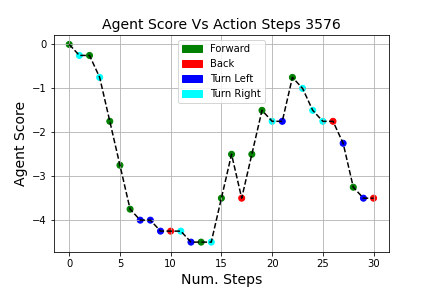 Agent Score Vs Action Steps 3576
Forward
Back
Turn Left
Turn Right
Agent Score
0
−1
−2
−3
−4
0 5 10 15 20 25 30
Num. Steps